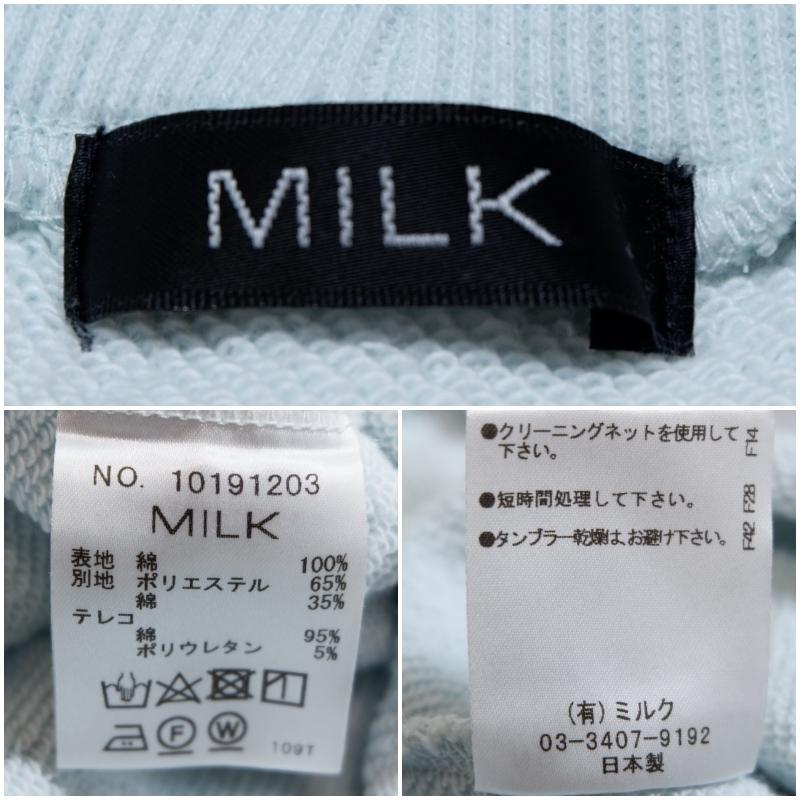 MILK
NO. 10191203
MILK
表地 綿 100%
別地 ポリエステル 65%
綿 35%
テレコ
綿 95%
ポリウレタン 5%
F
W
109T
●クリーニングネットを使用して
下さい。
●短時間処理して下さい。
●タンブラー乾燥は、お避け下さい。
F14
F42 F28
(有)ミルク
03-3407-9192
日本製